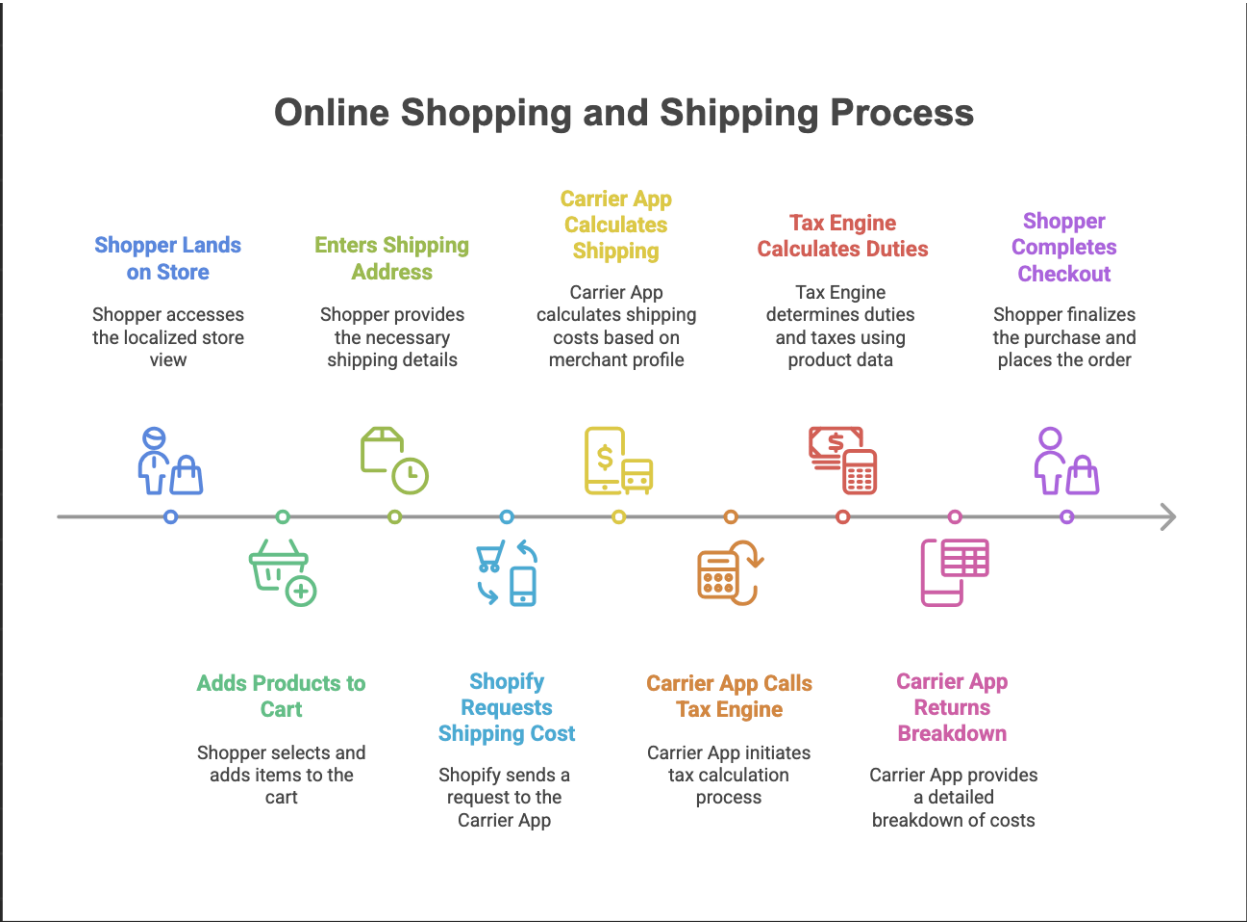 Online Shopping and Shipping Process
Shopper Lands
on Store
Shopper accesses
the localized store
view
Adds Products to
Cart
Shopper selects and
adds items to the
cart
Enters Shipping
Address
Shopper provides
the necessary
shipping details
Shopify
Requests
Shipping Cost
Shopify sends a
request to the
Carrier App
Carrier App
Calculates
Shipping
Carrier App
calculates shipping
costs based on
merchant profile
Carrier App Calls
Tax Engine
Carrier App initiates
tax calculation
process
Tax Engine
Calculates Duties
Tax Engine
determines duties
and taxes using
product data
Carrier App
Returns
Breakdown
Carrier App provides
a detailed
breakdown of costs
Shopper
Completes
Checkout
Shopper finalizes
the purchase and
places the order
$
$